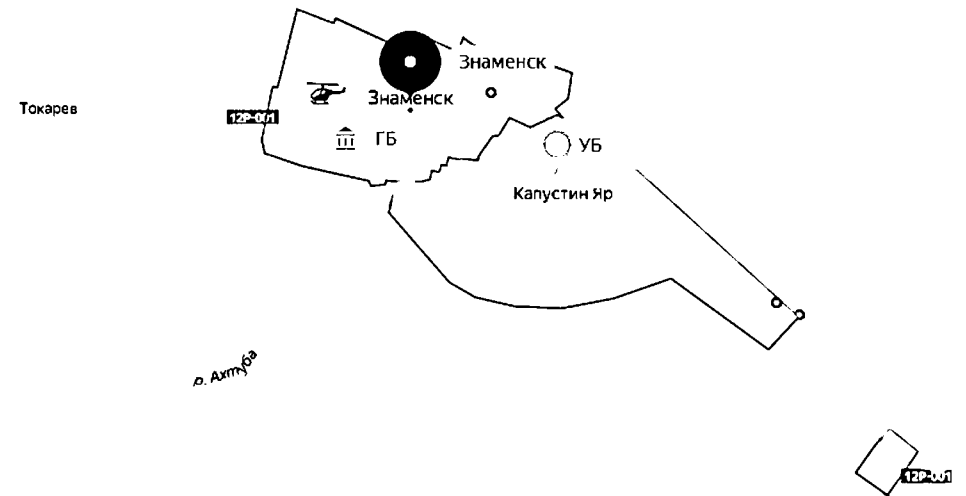 Знаменск
Знаменск
Токарев
12Р-001
ГБ
УБ
Капустин Яр
р. Ахтуба
12Р-001